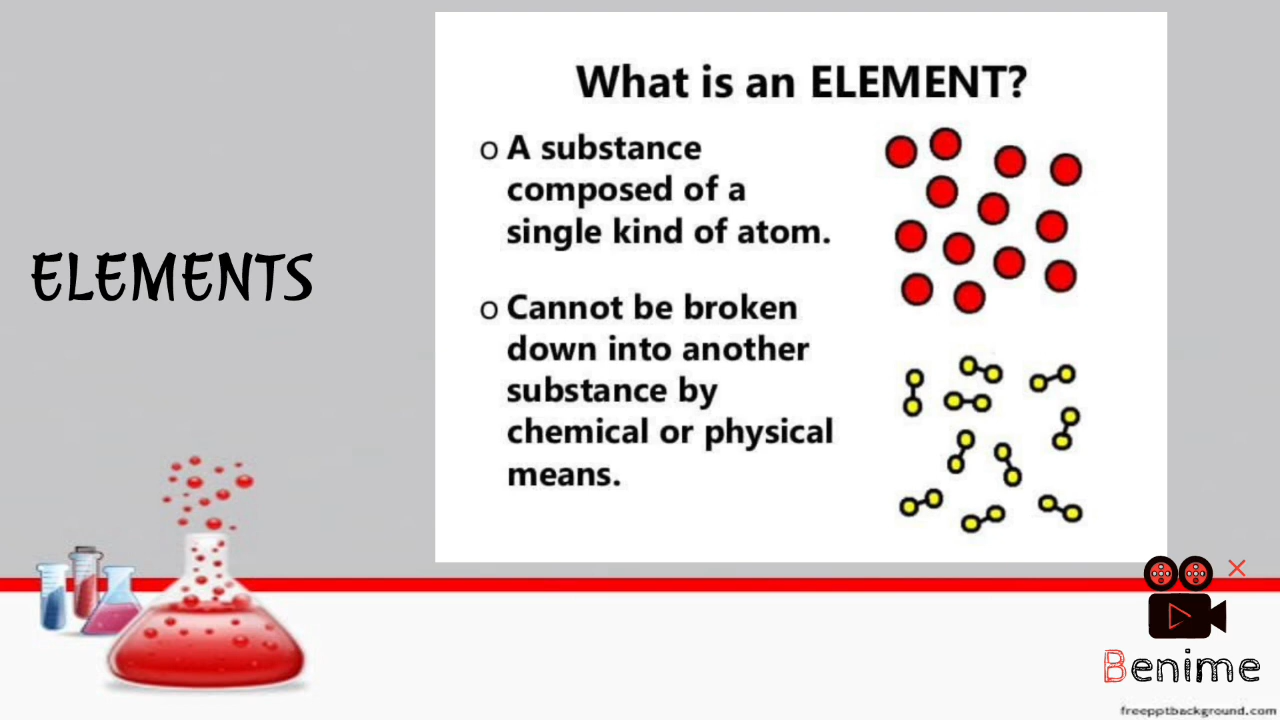 What is an ELEMENT?
o A substance
composed of a
single kind of atom.
o Cannot be broken
down into another
substance by
chemical or physical
means.
ELEMENTS
Benime
freepptbackground.com